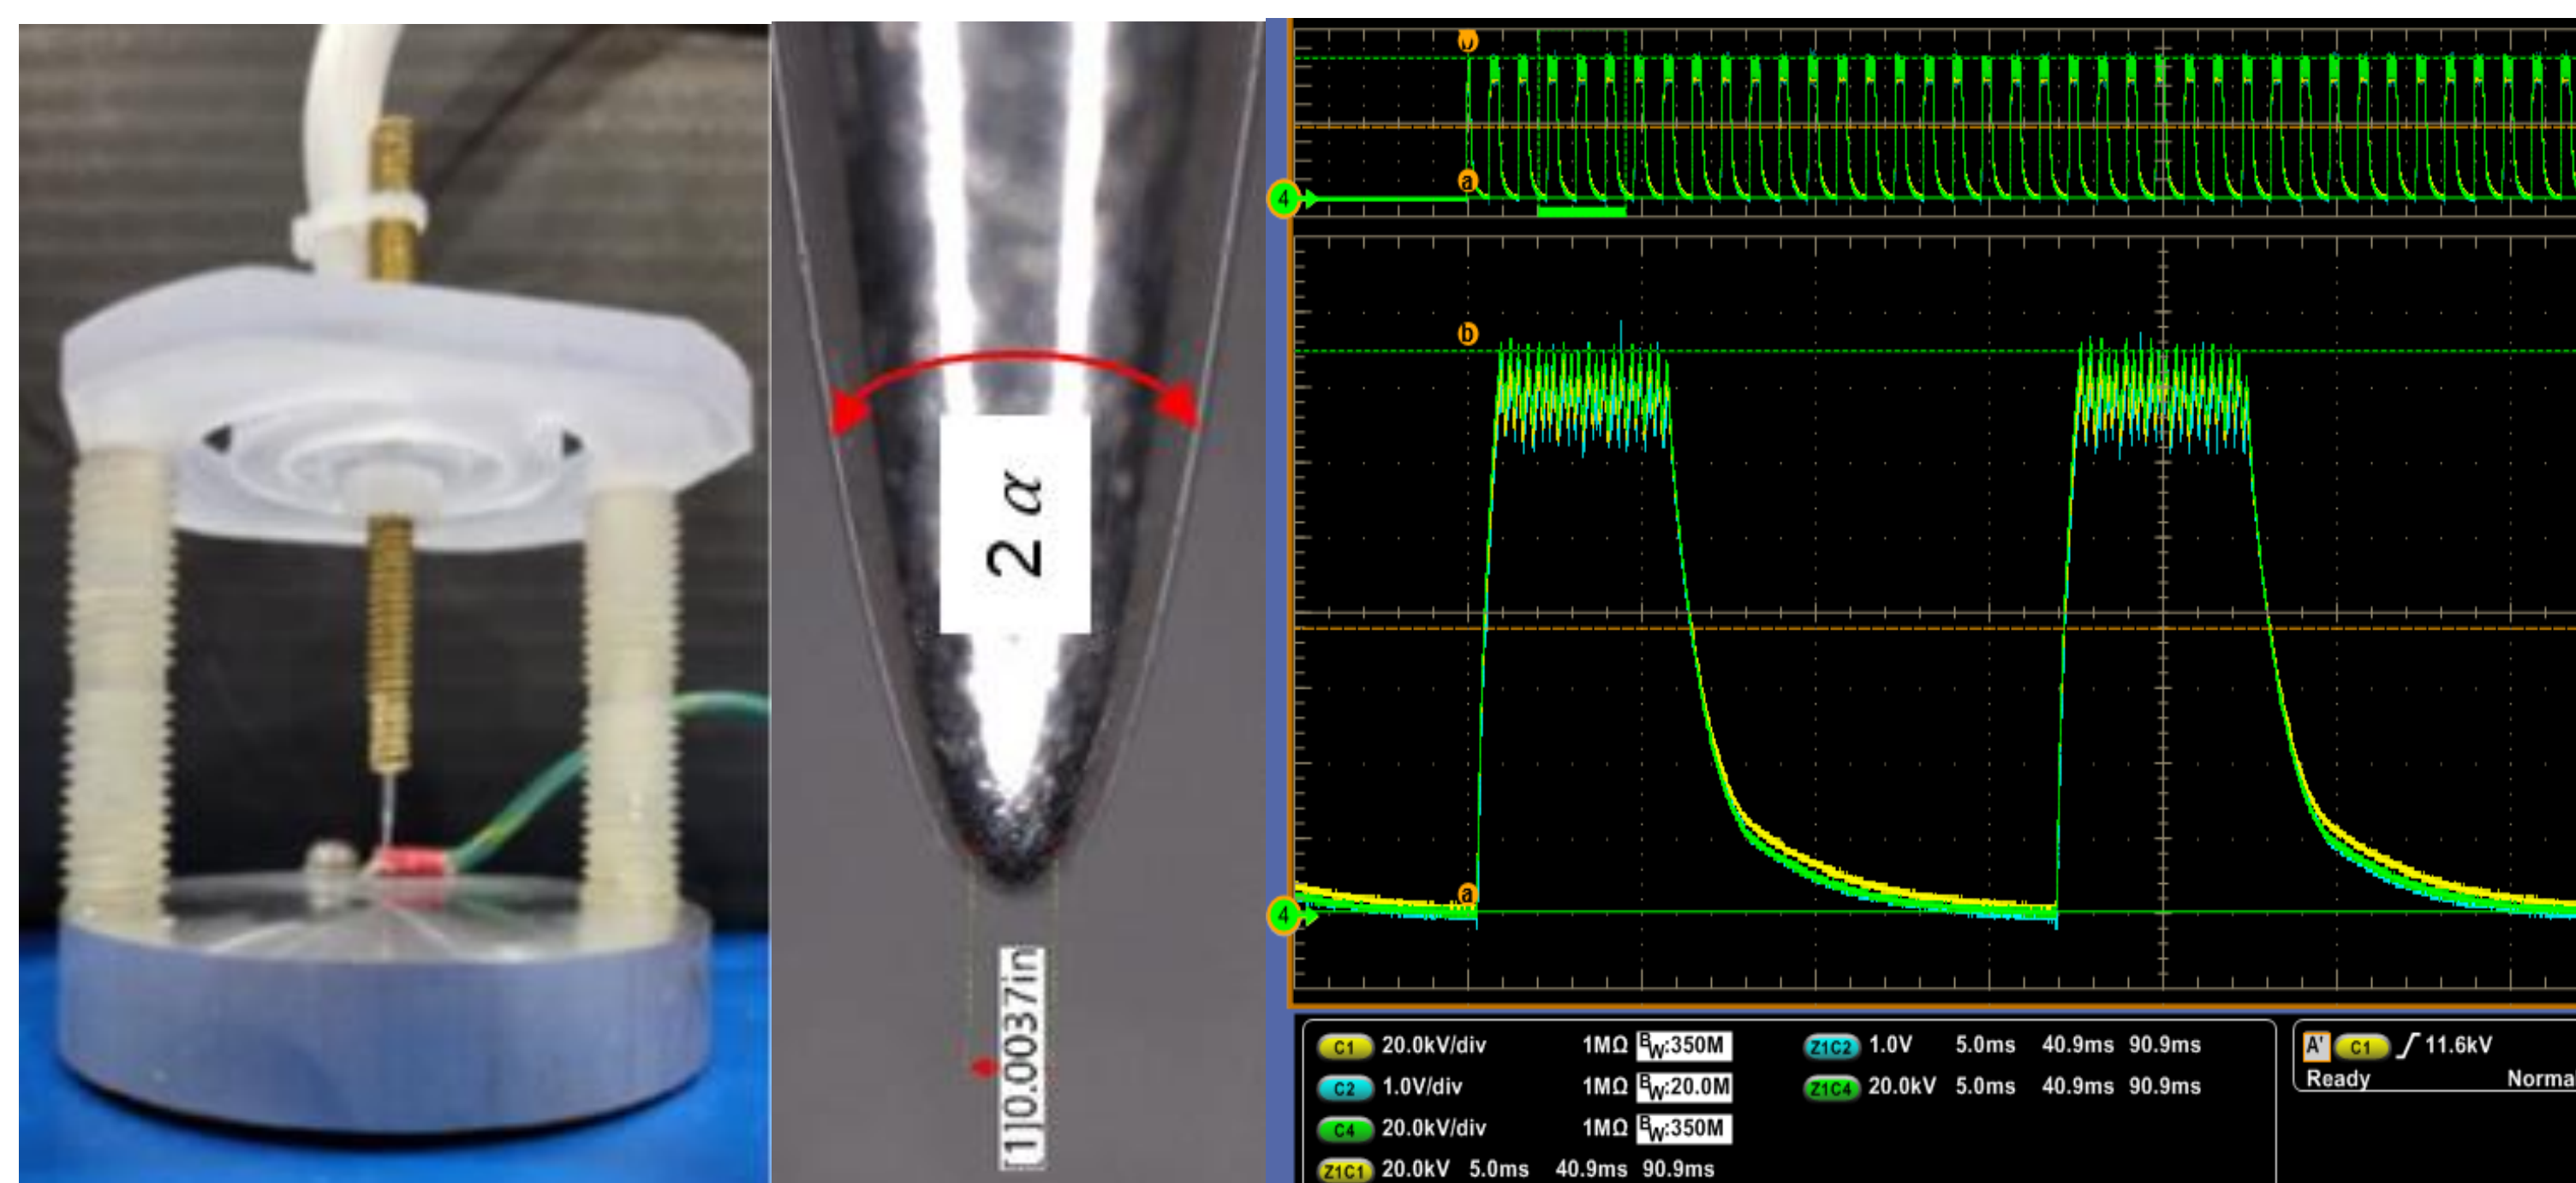 2 α
[1]0.0037in
b
a
4
b
a
4
C1 20.0kV/div 1MΩ BW:350M
C2 1.0V/div 1MΩ BW:20.0M
C4 20.0kV/div 1MΩ BW:350M
Z1C1 20.0kV 5.0ms 40.9ms 90.9ms
Z1C2 1.0V 5.0ms 40.9ms 90.9ms
Z1C4 20.0kV 5.0ms 40.9ms 90.9ms
A' C1 11.6kV
Ready Norma